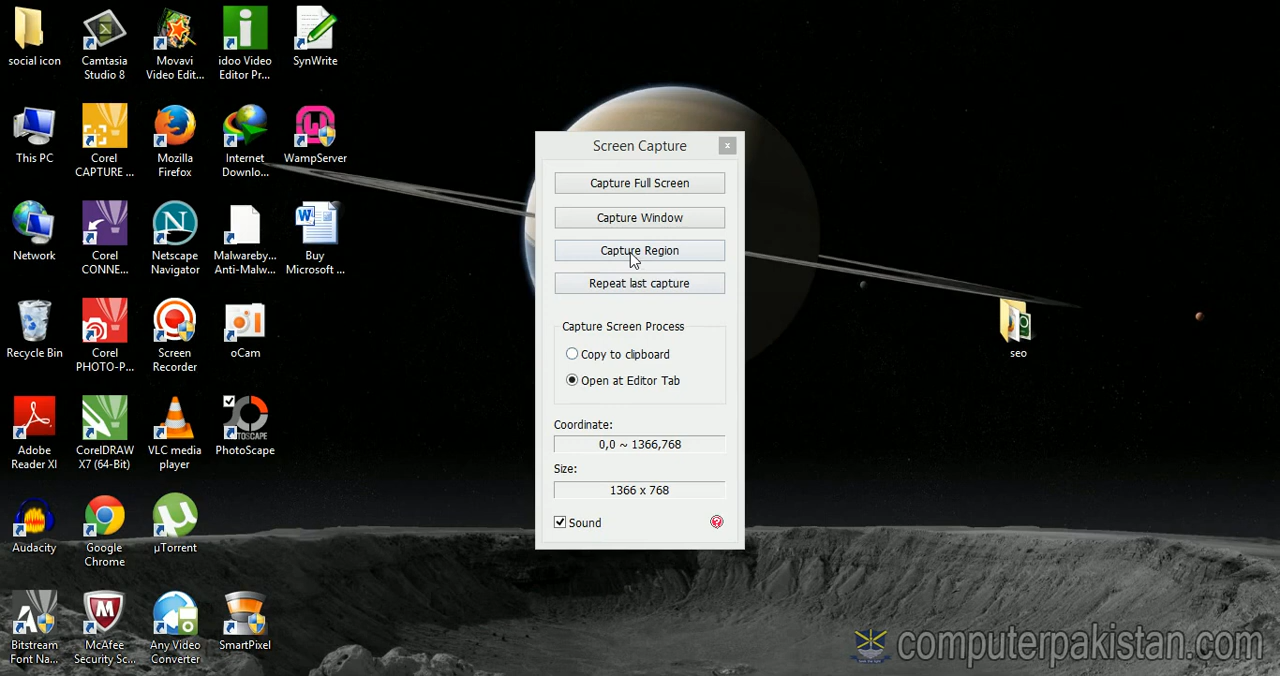 social icon
Camtasia
Studio 8
Movavi
Video Edit...
idoo Video
Editor Pr...
SynWrite
This PC
Corel
CAPTURE ...
Mozilla
Firefox
Internet
Downlo...
WampServer
Network
Corel
CONNE...
Netscape
Navigator
Malwareby...
Anti-Malw...
Buy
Microsoft ...
Recycle Bin
Corel
PHOTO-P...
Screen
Recorder
oCam
Adobe
Reader XI
CorelDRAW
X7 (64-Bit)
VLC media
player
TOSCAPE
PhotoScape
Audacity
Google
Chrome
µTorrent
Bitstream
Font Na...
McAfee
Security Sc...
Any Video
Converter
SmartPixel
Screen Capture
x
Capture Full Screen
Capture Window
Capture Region
Repeat last capture
Capture Screen Process
Copy to clipboard
Open at Editor Tab
Coordinate:
0,0 ~ 1366,768
Size:
1366 x 768
Sound
?
seo
computerpakistan.com